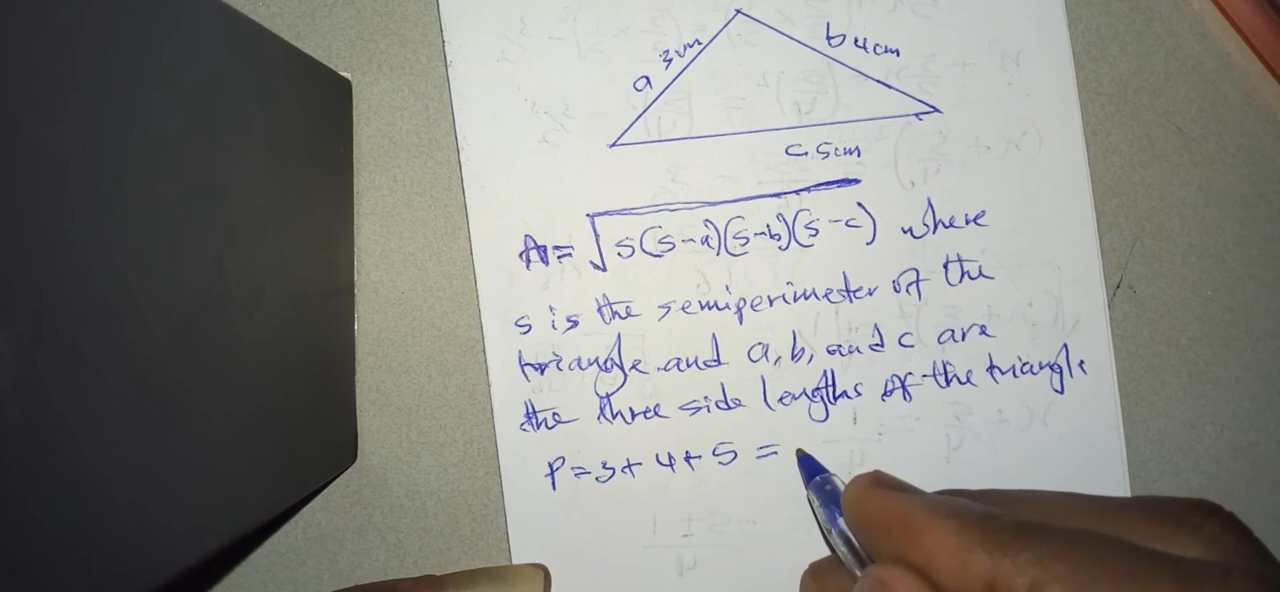 a 3cm
b 4cm
c 5cm
A = √s(s-a)(s-b)(s-c) where
s is the semiperimeter of the
triangle and a, b, and c are
the three side lengths of the triangle
P = 3 + 4 + 5 =